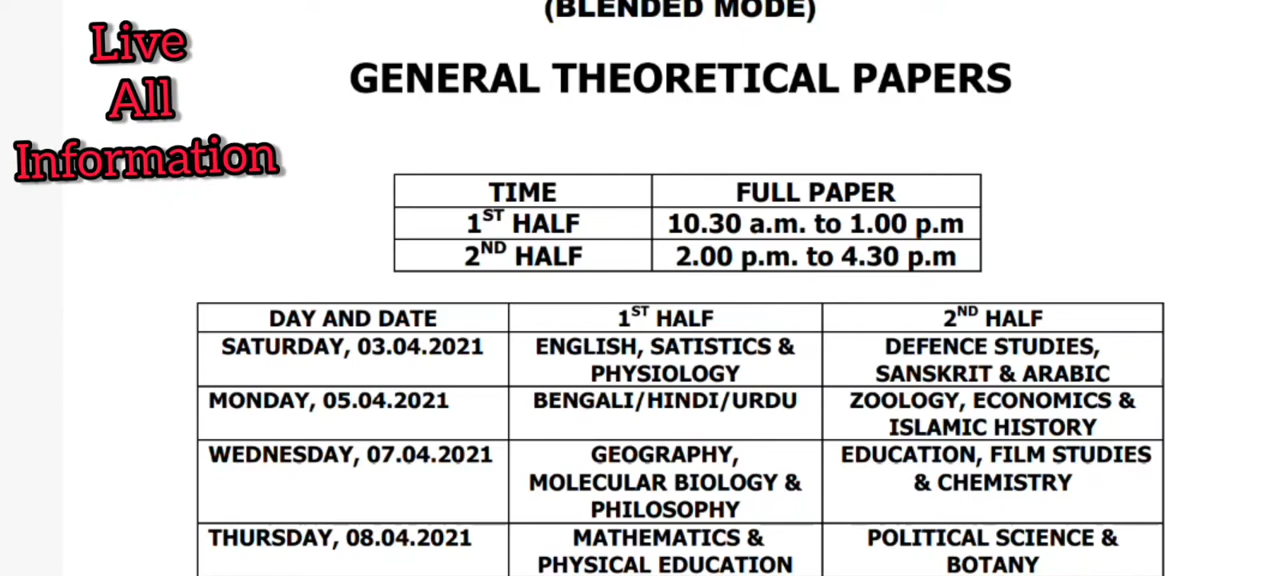 (BLENDED MODE)
Live
All
Information
GENERAL THEORETICAL PAPERS
TIME FULL PAPER
1ST HALF 10.30 a.m. to 1.00 p.m
2ND HALF 2.00 p.m. to 4.30 p.m
DAY AND DATE 1ST HALF 2ND HALF
SATURDAY, 03.04.2021 ENGLISH, SATISTICS & DEFENCE STUDIES,
PHYSIOLOGY SANSKRIT & ARABIC
MONDAY, 05.04.2021 BENGALI/HINDI/URDU ZOOLOGY, ECONOMICS &
ISLAMIC HISTORY
WEDNESDAY, 07.04.2021 GEOGRAPHY, EDUCATION, FILM STUDIES
MOLECULAR BIOLOGY & & CHEMISTRY
PHILOSOPHY
THURSDAY, 08.04.2021 MATHEMATICS & POLITICAL SCIENCE &
PHYSICAL EDUCATION BOTANY